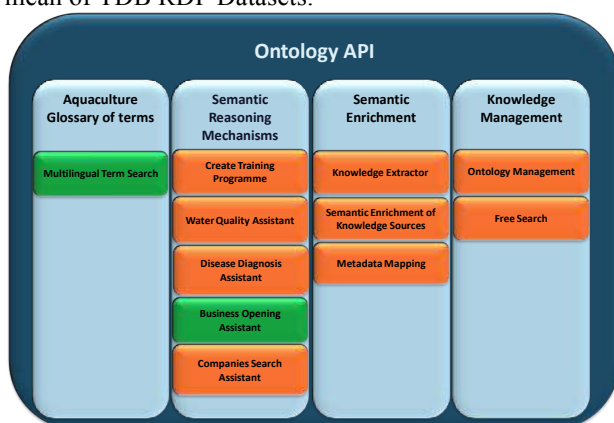 mean of TDB RDF Datasets.
Ontology API
Aquaculture
Glossary of terms
Multilingual Term Search
Semantic
Reasoning
Mechanisms
Create Training
Programme
Water Quality Assistant
Disease Diagnosis
Assistant
Business Opening
Assistant
Companies Search
Assistant
Semantic
Enrichment
Knowledge Extractor
Semantic Enrichment of
Knowledge Sources
Metadata Mapping
Knowledge
Management
Ontology Management
Free Search